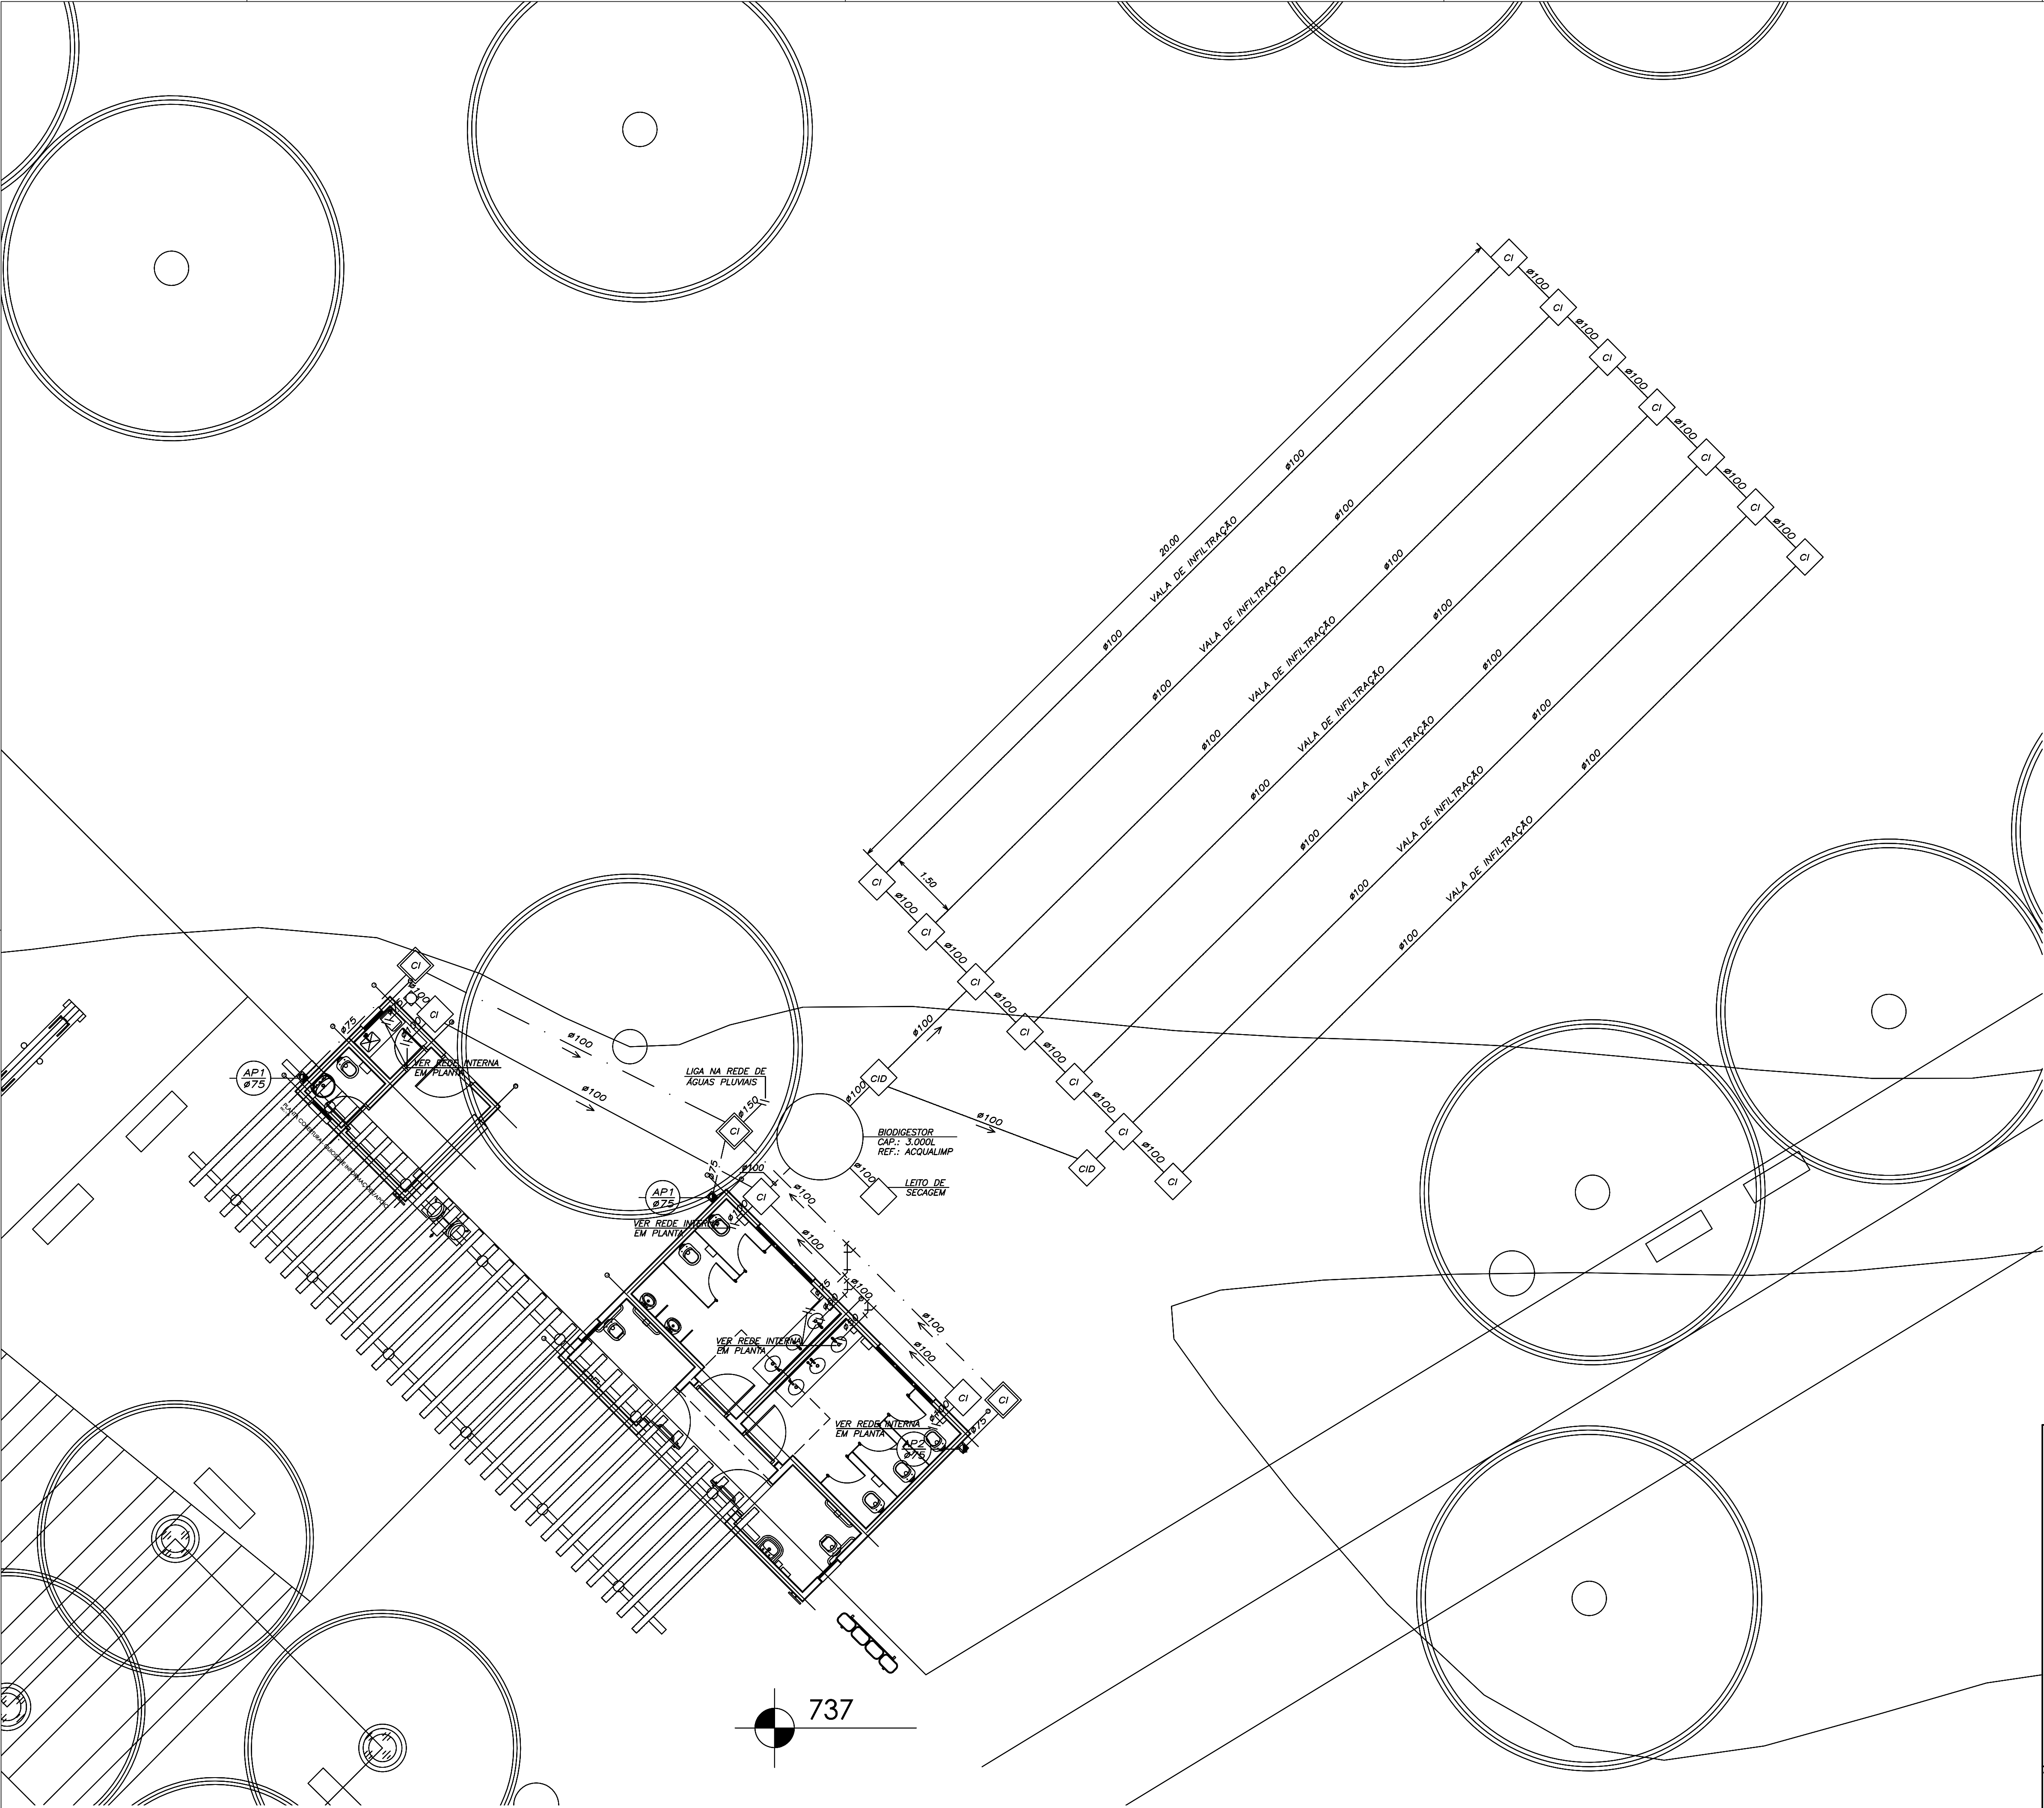 CI
ø100
CI
ø100
CI
ø100
CI
ø100
CI
ø100
CI
ø100
CI
20.00
ø100
VALA DE INFILTRAÇÃO
ø100
ø100
VALA DE INFILTRAÇÃO
ø100
ø100
VALA DE INFILTRAÇÃO
ø100
ø100
VALA DE INFILTRAÇÃO
ø100
ø100
VALA DE INFILTRAÇÃO
ø100
ø100
VALA DE INFILTRAÇÃO
ø100
ø100
VALA DE INFILTRAÇÃO
ø100
1.50
CI
ø100
CI
ø100
CI
ø100
CI
ø100
CI
ø100
CI
ø100
CI
ø100
CID
ø100
CID
ø100
BIODIGESTOR
CAP.: 3.000L
REF.: ACQUALIMP
ø100
LEITO DE
SECAGEM
CI
ø100
CI
ø75
AP1
ø75
VER REDE INTERNA
EM PLANTA
ø100
ø100
LIGA NA REDE DE
ÁGUAS PLUVIAIS
ø150
CI
ø75
ø100
CI
ø100
AP1
ø75
VER REDE INTERNA
EM PLANTA
ø100
ø100
ø100
VER REDE INTERNA
EM PLANTA
ø100
ø100
CI
CI
ø75
VER REDE INTERNA
EM PLANTA
AP2
ø75
737